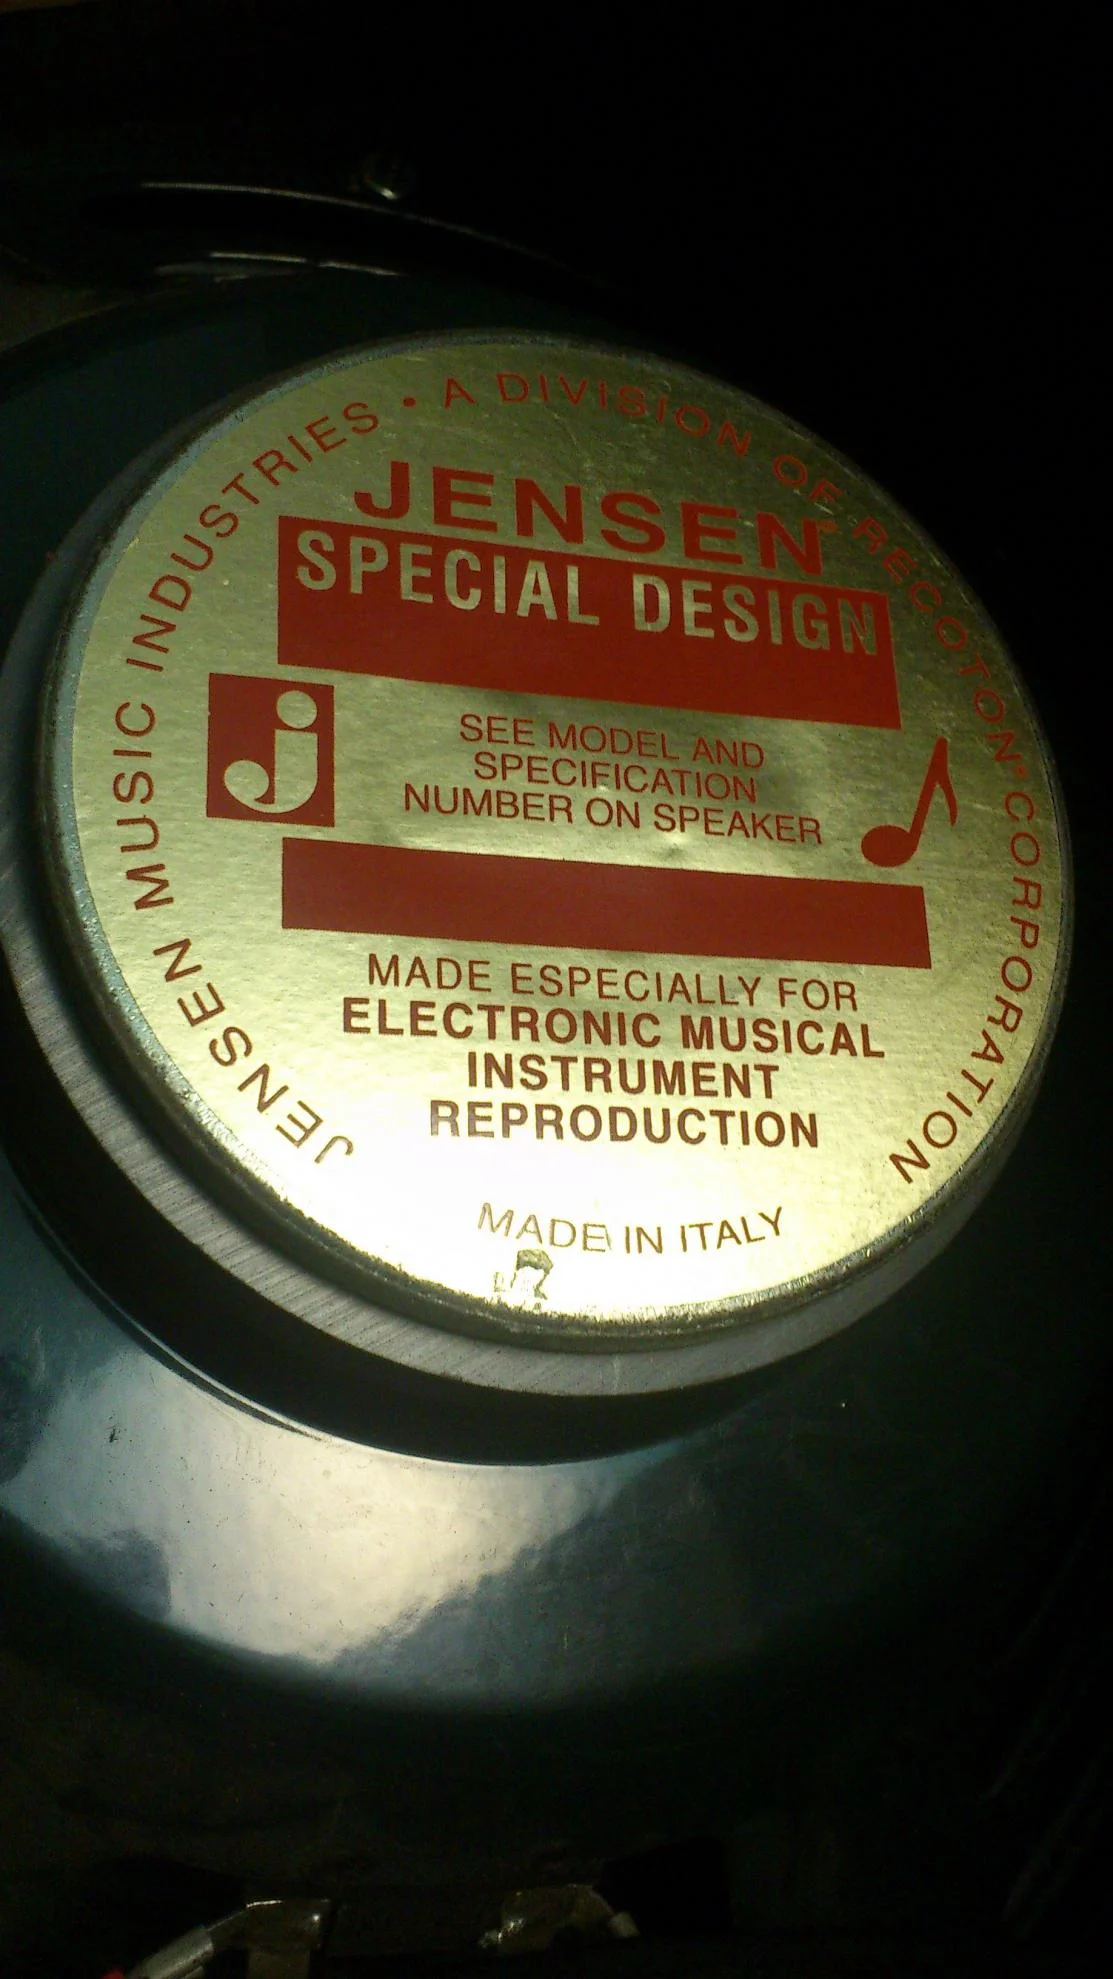 JENSEN MUSIC INDUSTRIES • A DIVISION OF RECOTON® CORPORATION
JENSEN®
SPECIAL DESIGN
j
SEE MODEL AND
SPECIFICATION
NUMBER ON SPEAKER
MADE ESPECIALLY FOR
ELECTRONIC MUSICAL
INSTRUMENT
REPRODUCTION
MADE IN ITALY